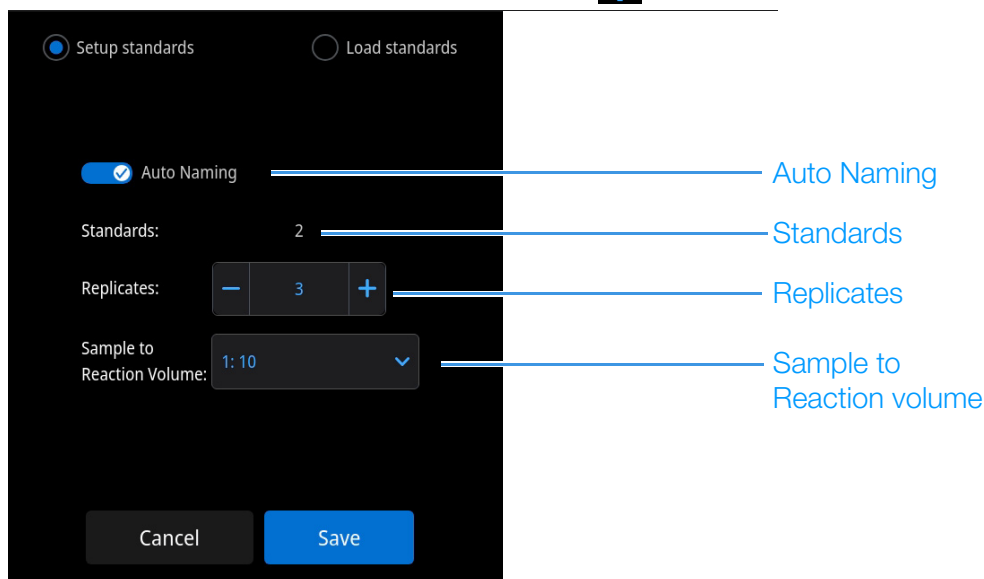 Setup standards
Load standards
Auto Naming
Auto Naming
Standards:
2
Standards
Replicates:
3
Replicates
Sample to
Reaction Volume:
1: 10
Sample to
Reaction volume
Cancel
Save